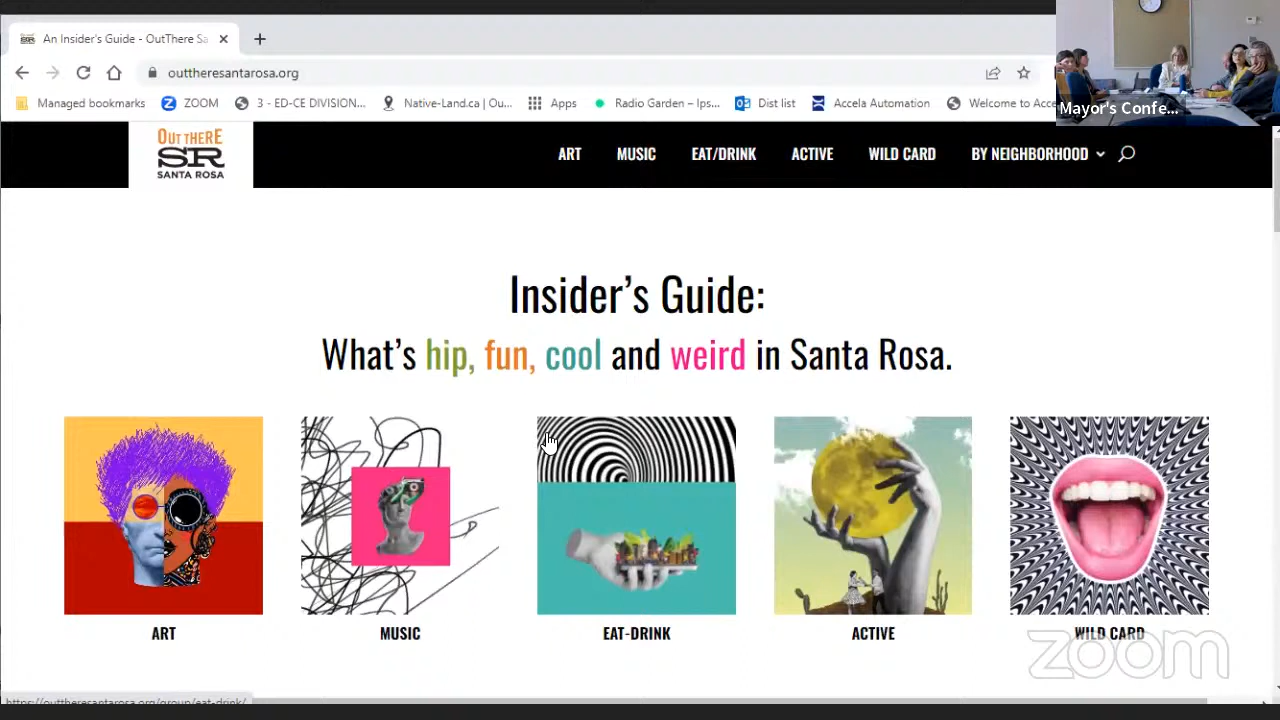 An Insider's Guide - OutThere Sa
outtheresantarosa.org
Managed bookmarks
ZOOM
3 - ED-CE DIVISION...
Native-Land.ca | Ou...
Apps
Radio Garden – Ips...
Dist list
Accela Automation
Welcome to Acce
Mayor's Confe...
OUT THERE
SR
SANTA ROSA
ART
MUSIC
EAT/DRINK
ACTIVE
WILD CARD
BY NEIGHBORHOOD
Insider's Guide:
What's hip, fun, cool and weird in Santa Rosa.
ART
MUSIC
EAT-DRINK
ACTIVE
WILD CARD
zoom
https://outtheresantarosa.org/group/eat-drink/